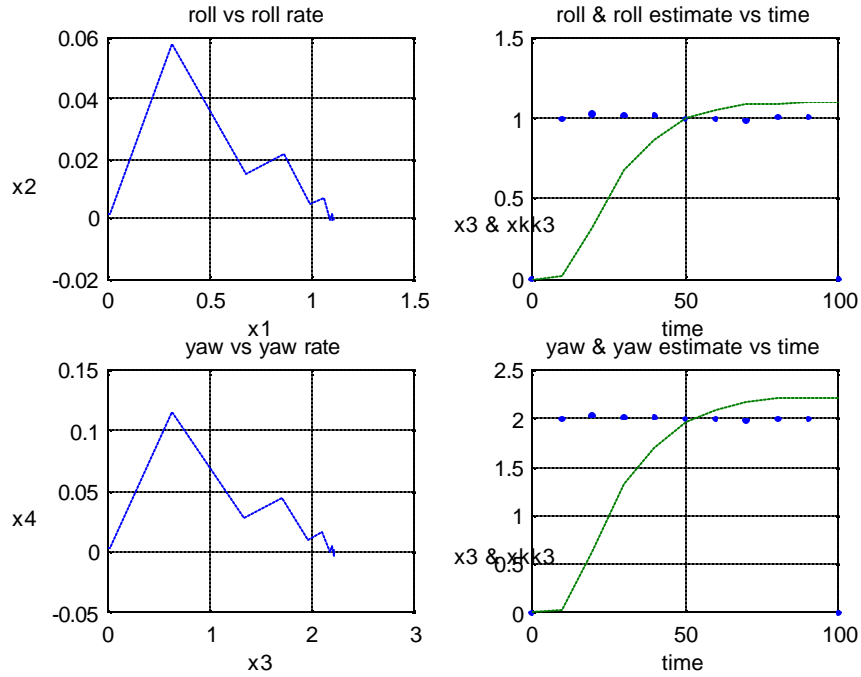 roll vs roll rate
0.06
0.04
0.02
0
-0.02
x2
0
0.5
1
1.5
x1
roll & roll estimate vs time
1.5
1
0.5
0
x3 & xkk3
0
50
100
time
yaw vs yaw rate
0.15
0.1
0.05
0
-0.05
x4
0
1
2
3
x3
yaw & yaw estimate vs time
2.5
2
1.5
1
0.5
0
x3 & xkk3
0
50
100
time